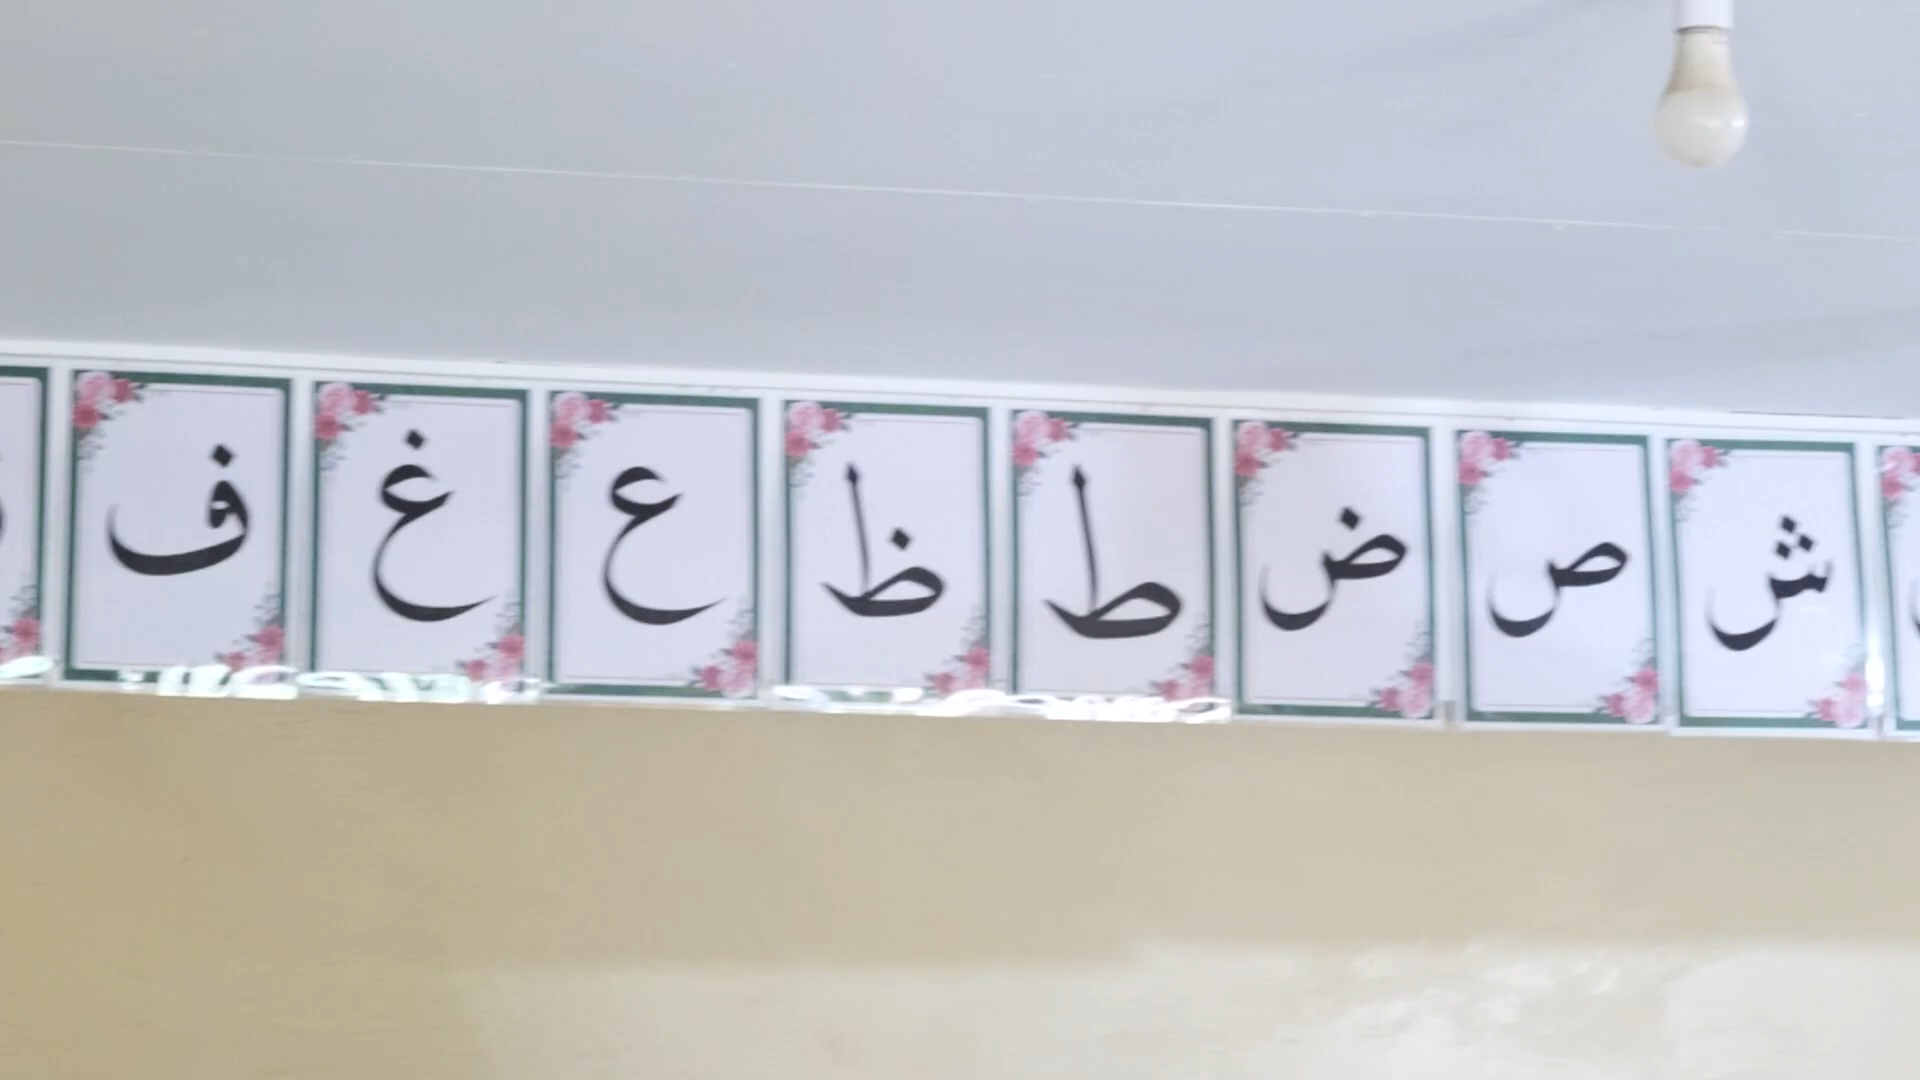 ش ص ض ط ظ ع غ ف